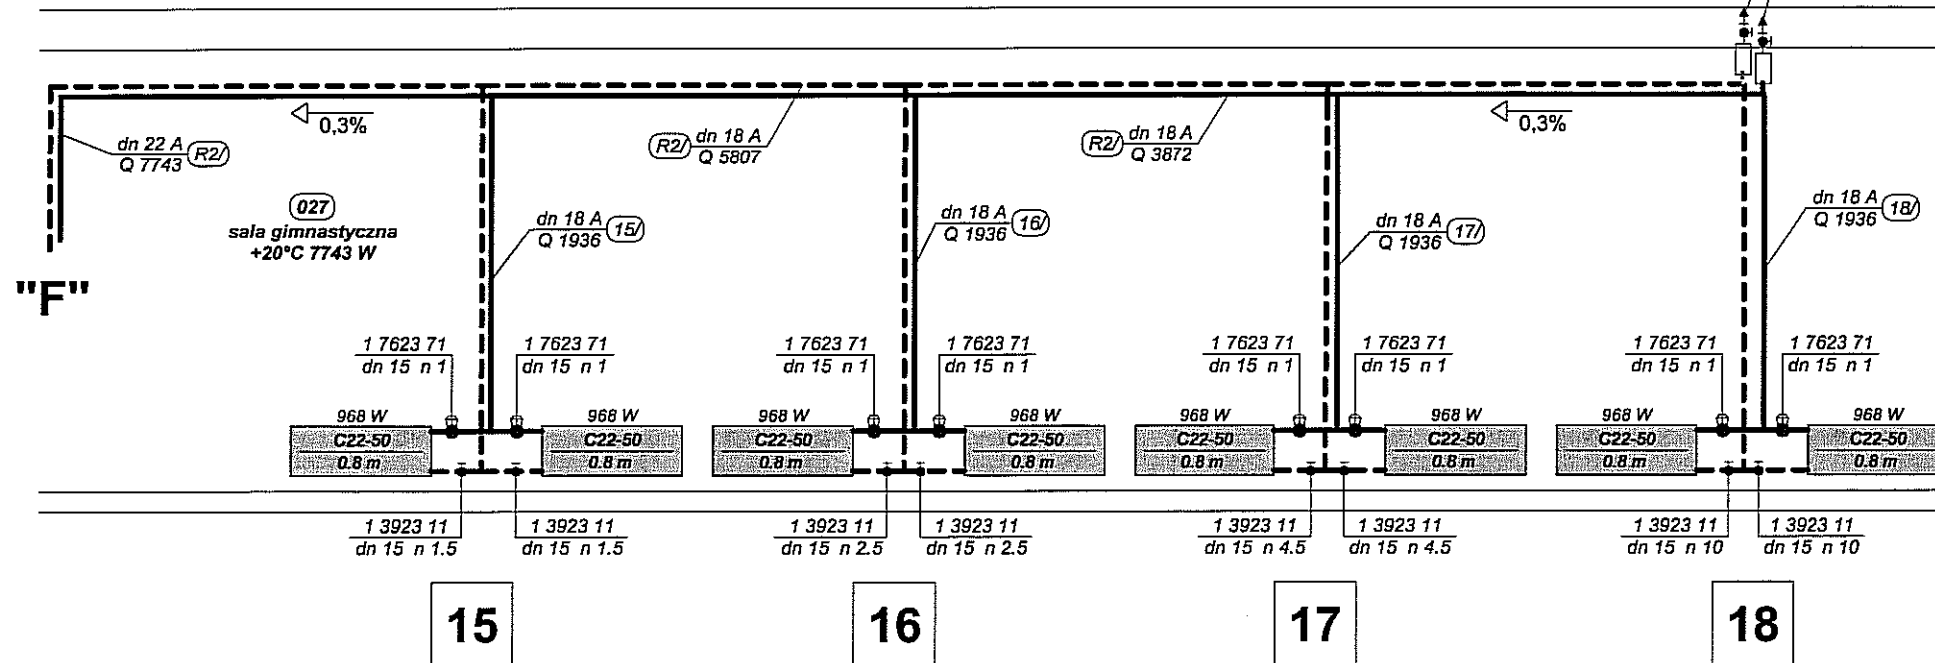 0,3%
0,3%
dn 22 A
Q 7743
R2/
R2/
dn 18 A
Q 5807
R2/
dn 18 A
Q 3872
027
sala gimnastyczna
+20°C 7743 W
dn 18 A
Q 1936
15/
dn 18 A
Q 1936
16/
dn 18 A
Q 1936
17/
dn 18 A
Q 1936
18/
"F"
1 7623 71
dn 15 n 1
1 7623 71
dn 15 n 1
1 7623 71
dn 15 n 1
1 7623 71
dn 15 n 1
1 7623 71
dn 15 n 1
1 7623 71
dn 15 n 1
1 7623 71
dn 15 n 1
1 7623 71
dn 15 n 1
968 W
C22-50
0.8 m
968 W
C22-50
0.8 m
968 W
C22-50
0.8 m
968 W
C22-50
0.8 m
968 W
C22-50
0.8 m
968 W
C22-50
0.8 m
968 W
C22-50
0.8 m
968 W
C22-50
0.8 m
1 3923 11
dn 15 n 1.5
1 3923 11
dn 15 n 1.5
1 3923 11
dn 15 n 2.5
1 3923 11
dn 15 n 2.5
1 3923 11
dn 15 n 4.5
1 3923 11
dn 15 n 4.5
1 3923 11
dn 15 n 10
1 3923 11
dn 15 n 10
15
16
17
18